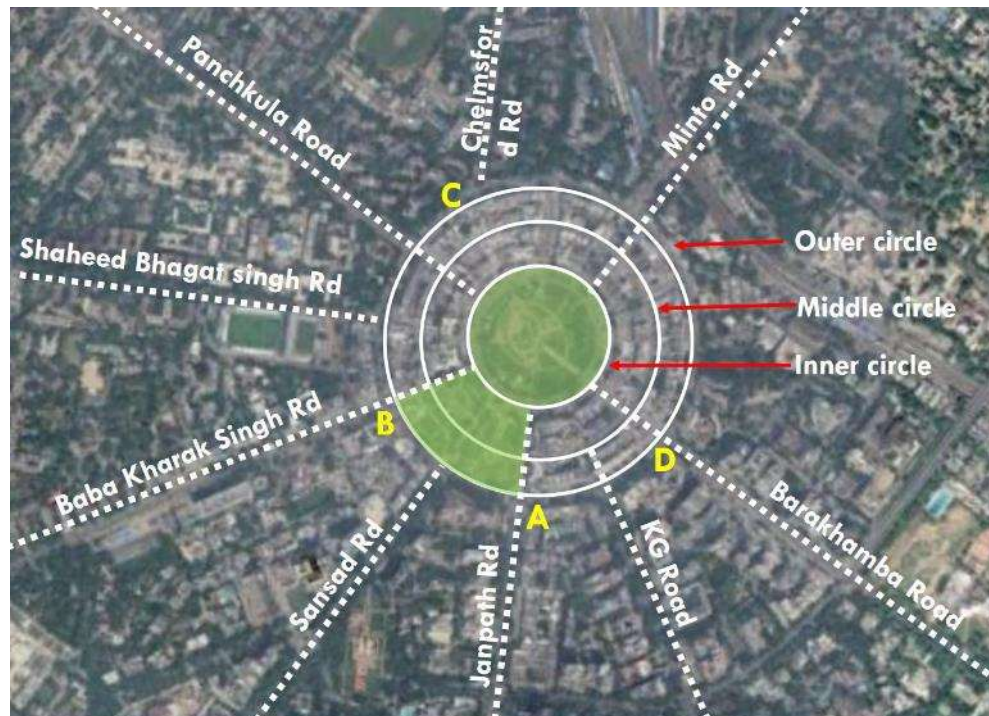 Panchkula Road
Chelmsfor
d Rd
Minto Rd
C
Outer circle
Shaheed Bhagat singh Rd
Middle circle
Inner circle
Baba Kharak Singh Rd
B
D
A
Barakhamba Road
KG Road
Sansad Rd
Janpath Rd